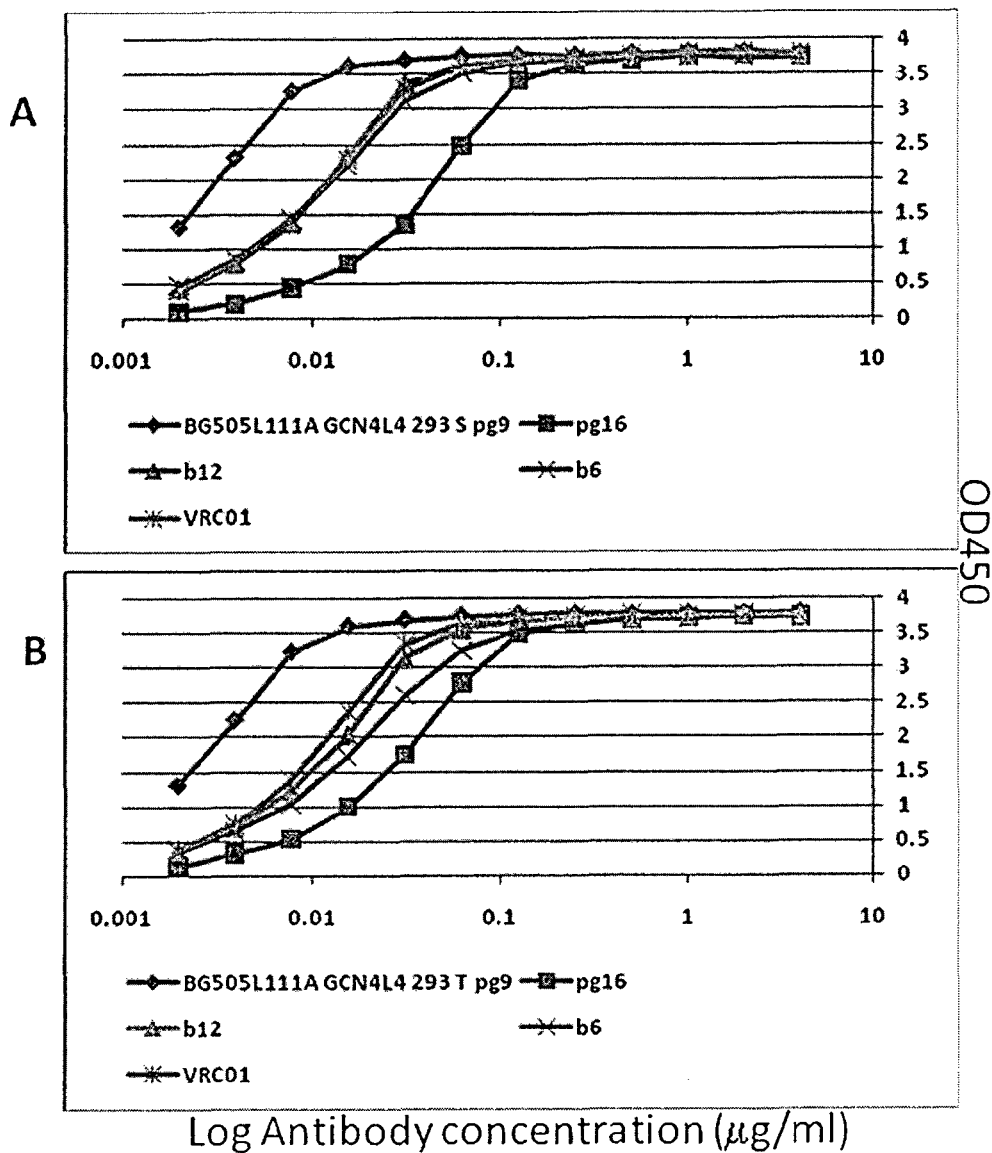 A
4
3.5
3
2.5
2
1.5
1
0.5
0
0.001 0.01 0.1 1 10
BG505L111A GCN4L4 293 S pg9 pg16
b12 b6
VRC01
OD450
B
4
3.5
3
2.5
2
1.5
1
0.5
0
0.001 0.01 0.1 1 10
BG505L111A GCN4L4 293 T pg9 pg16
b12 b6
VRC01
Log Antibody concentration (μg/ml)